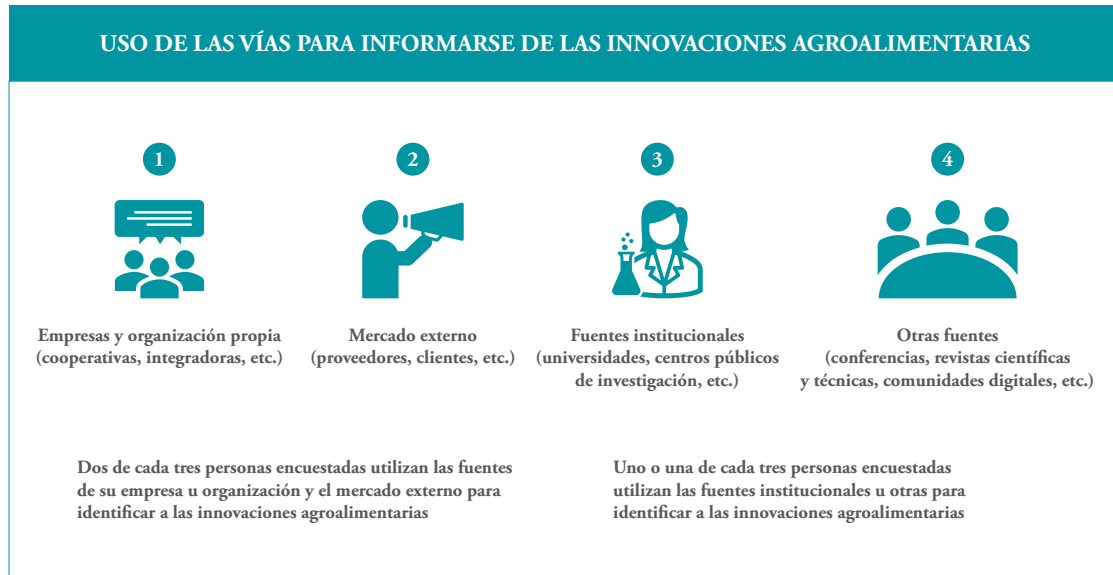 USO DE LAS VÍAS PARA INFORMARSE DE LAS INNOVACIONES AGROALIMENTARIAS
1
Empresas y organización propia
(cooperativas, integradoras, etc.)
2
Mercado externo
(proveedores, clientes, etc.)
3
Fuentes institucionales
(universidades, centros públicos
de investigación, etc.)
4
Otras fuentes
(conferencias, revistas científicas
y técnicas, comunidades digitales, etc.)
Dos de cada tres personas encuestadas utilizan las fuentes
de su empresa u organización y el mercado externo para
identificar a las innovaciones agroalimentarias
Uno o una de cada tres personas encuestadas
utilizan las fuentes institucionales u otras para
identificar a las innovaciones agroalimentarias